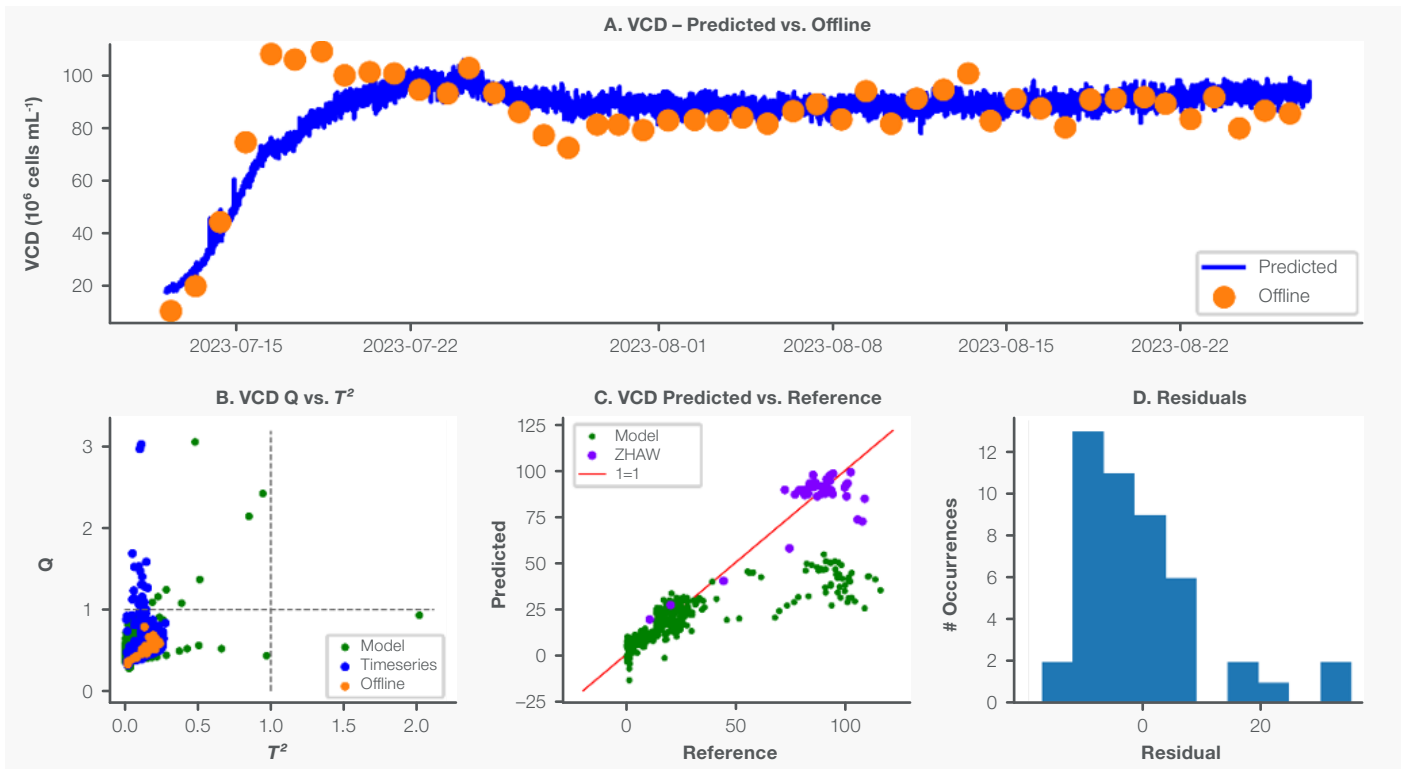 A. VCD – Predicted vs. Offline
VCD (10⁶ cells mL⁻¹)
100
80
60
40
20
Predicted
Offline
2023-07-15 2023-07-22 2023-08-01 2023-08-08 2023-08-15 2023-08-22
B. VCD Q vs. T²
Q
3
2
1
0
Model
Timeseries
Offline
0.0 0.5 1.0 1.5 2.0
T²
C. VCD Predicted vs. Reference
Predicted
125
100
75
50
25
0
−25
Model
ZHAW
1=1
0 50 100
Reference
D. Residuals
# Occurrences
12
10
8
6
4
2
0
0 20
Residual